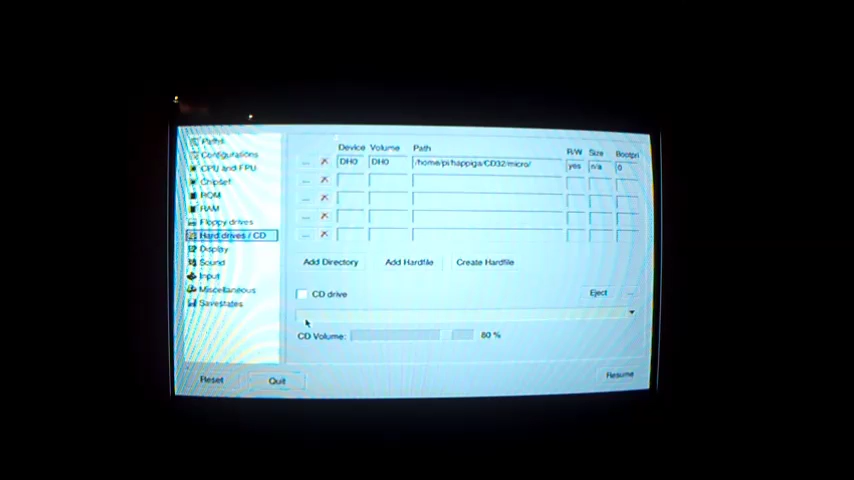 Paths
Configurations
CPU and FPU
Chipset
ROM
RAM
Floppy drives
Hard drives / CD
Display
Sound
Input
Miscellaneous
Savestates
Reset
Quit
Device Volume Path R/W Size Bootpri
... X DH0 DH0 /home/pi/happiga/CD32/micro/ yes n/a 0
... X
... X
... X
... X
Add Directory Add Hardfile Create Hardfile
CD drive Eject ...
CD Volume: 80 %
Resume